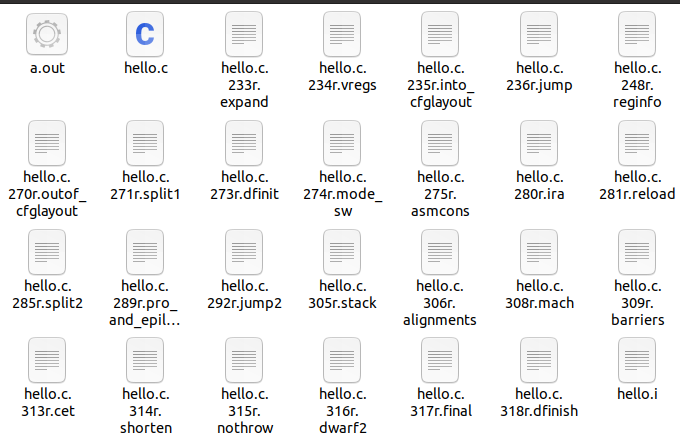 a.out
hello.c
hello.c.
233r.
expand
hello.c.
234r.vregs
hello.c.
235r.into_
cfglayout
hello.c.
236r.jump
hello.c.
248r.
reginfo
hello.c.
270r.outof_
cfglayout
hello.c.
271r.split1
hello.c.
273r.dfinit
hello.c.
274r.mode_
sw
hello.c.
275r.
asmcons
hello.c.
280r.ira
hello.c.
281r.reload
hello.c.
285r.split2
hello.c.
289r.pro_
and_epil...
hello.c.
292r.jump2
hello.c.
305r.stack
hello.c.
306r.
alignments
hello.c.
308r.mach
hello.c.
309r.
barriers
hello.c.
313r.cet
hello.c.
314r.
shorten
hello.c.
315r.
nothrow
hello.c.
316r.
dwarf2
hello.c.
317r.final
hello.c.
318r.dfinish
hello.i